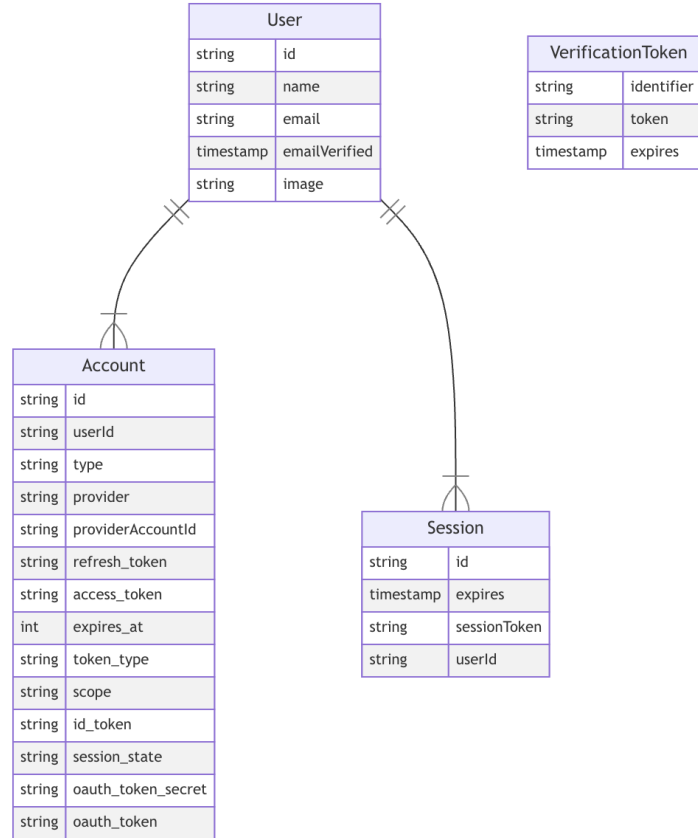 User
string id
string name
string email
timestamp emailVerified
string image
VerificationToken
string identifier
string token
timestamp expires
Account
string id
string userId
string type
string provider
string providerAccountId
string refresh_token
string access_token
int expires_at
string token_type
string scope
string id_token
string session_state
string oauth_token_secret
string oauth_token
Session
string id
timestamp expires
string sessionToken
string userId